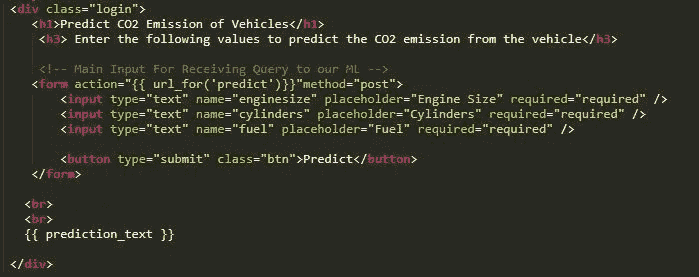 <div class="login">
<h1>Predict CO2 Emission of Vehicles</h1>
<h3> Enter the following values to predict the CO2 emission from the vehicle</h3>
<!-- Main Input For Receiving Query to our ML -->
<form action="{{ url_for('predict')}}"method="post">
<input type="text" name="enginesize" placeholder="Engine Size" required="required" />
<input type="text" name="cylinders" placeholder="Cylinders" required="required" />
<input type="text" name="fuel" placeholder="Fuel" required="required" />
<button type="submit" class="btn">Predict</button>
</form>
<br>
<br>
{{ prediction_text }}
</div>